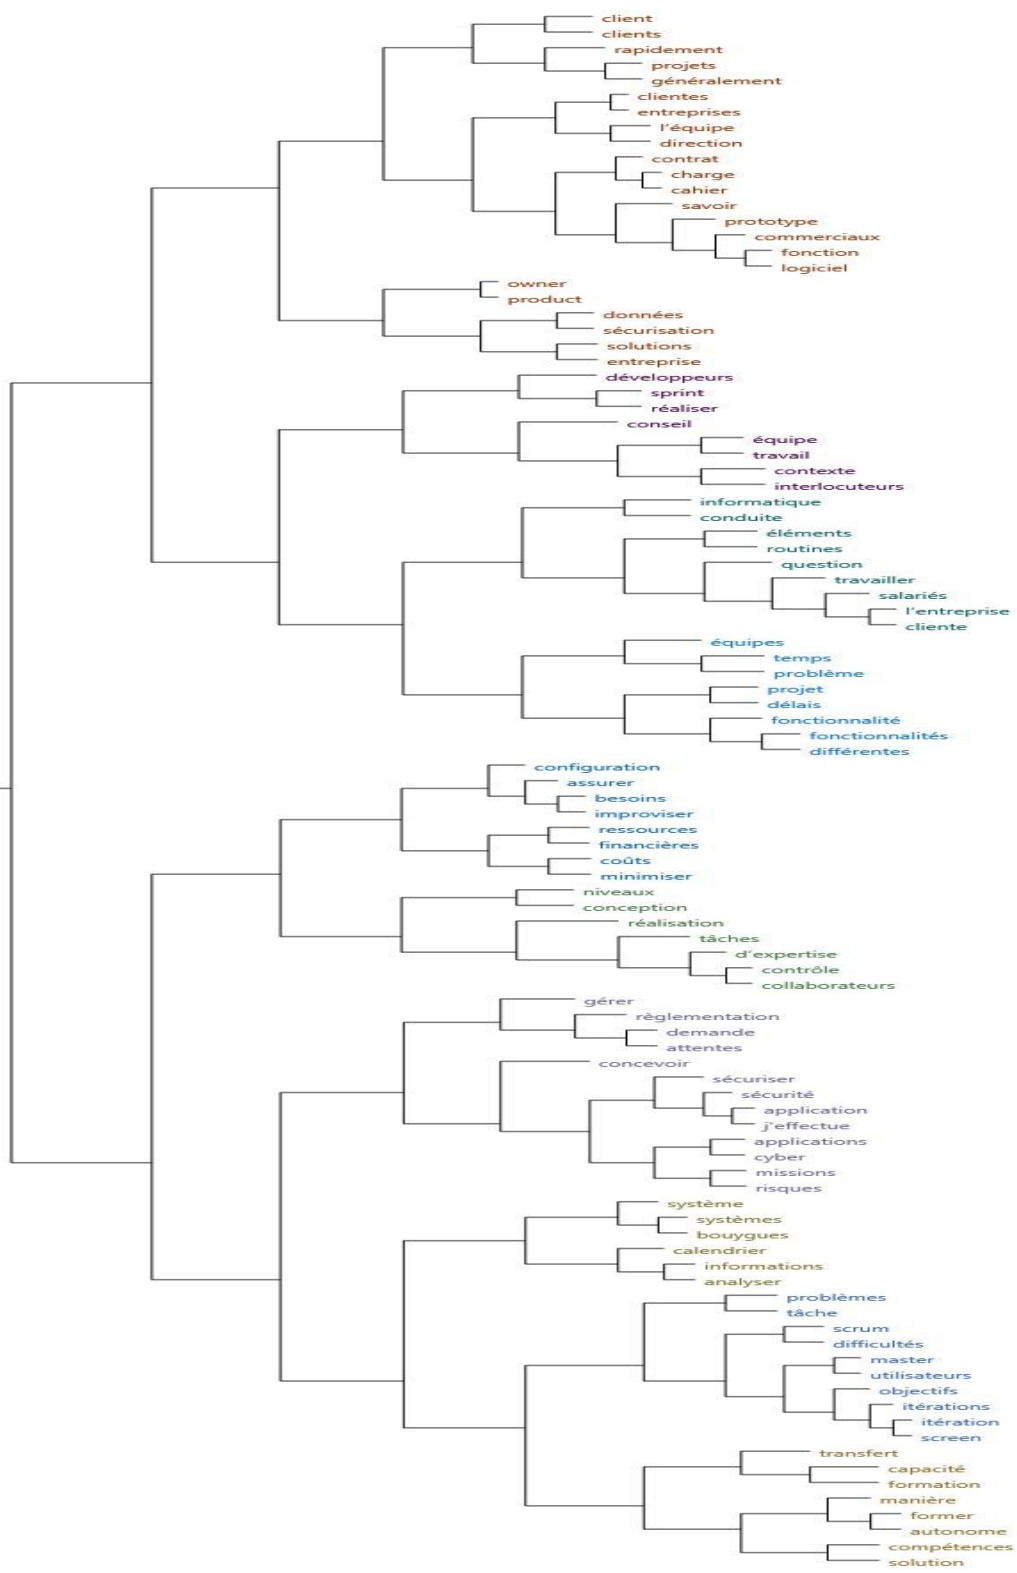 client
clients
rapidement
projets
généralement
clientes
entreprises
l'équipe
direction
contrat
charge
cahier
savoir
prototype
commerciaux
fonction
logiciel
owner
product
données
sécurisation
solutions
entreprise
développeurs
sprint
réaliser
conseil
équipe
travail
contexte
interlocuteurs
informatique
conduite
éléments
routines
question
travailler
salariés
l'entreprise
cliente
équipes
temps
problème
projet
délais
fonctionnalité
fonctionnalités
différentes
configuration
assurer
besoins
improviser
ressources
financières
coûts
minimiser
niveaux
conception
réalisation
tâches
d'expertise
contrôle
collaborateurs
gérer
règlementation
demande
attentes
concevoir
sécuriser
sécurité
application
j'effectue
applications
cyber
missions
risques
système
systèmes
bouygues
calendrier
informations
analyser
problèmes
tâche
scrum
difficultés
master
utilisateurs
objectifs
itérations
itération
screen
transfert
capacité
formation
manière
former
autonome
compétences
solution